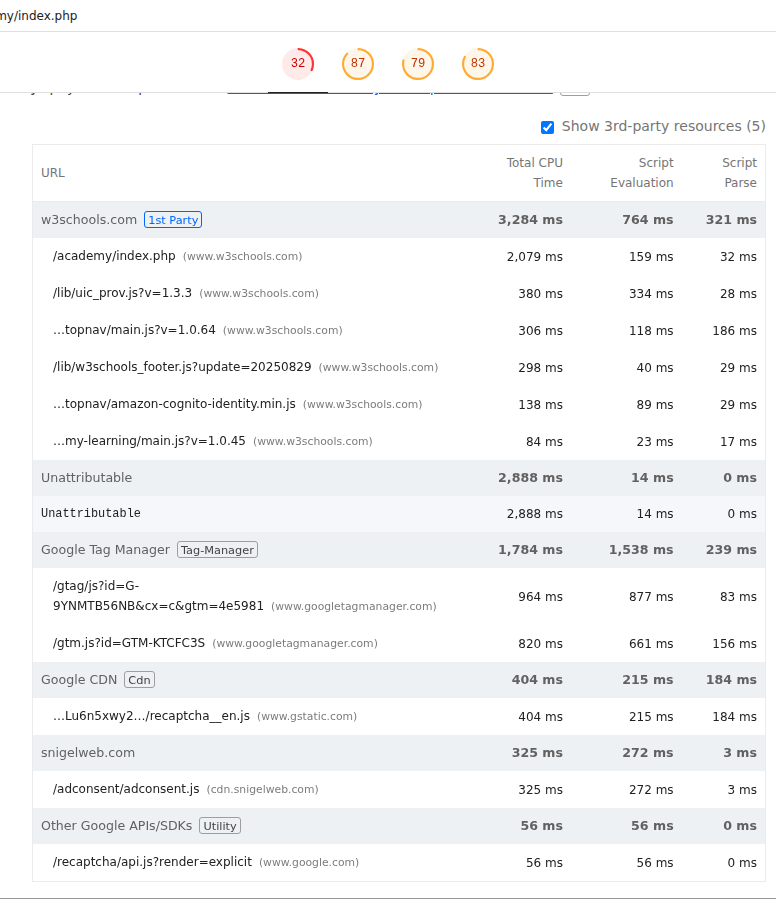 my/index.php
32 87 79 83
Show 3rd-party resources (5)
URL Total CPU Time Script Evaluation Script Parse
w3schools.com 1st Party 3,284 ms 764 ms 321 ms
/academy/index.php (www.w3schools.com) 2,079 ms 159 ms 32 ms
/lib/uic_prov.js?v=1.3.3 (www.w3schools.com) 380 ms 334 ms 28 ms
…topnav/main.js?v=1.0.64 (www.w3schools.com) 306 ms 118 ms 186 ms
/lib/w3schools_footer.js?update=20250829 (www.w3schools.com) 298 ms 40 ms 29 ms
…topnav/amazon-cognito-identity.min.js (www.w3schools.com) 138 ms 89 ms 29 ms
…my-learning/main.js?v=1.0.45 (www.w3schools.com) 84 ms 23 ms 17 ms
Unattributable 2,888 ms 14 ms 0 ms
Unattributable 2,888 ms 14 ms 0 ms
Google Tag Manager Tag-Manager 1,784 ms 1,538 ms 239 ms
/gtag/js?id=G-
9YNMTB56NB&cx=c&gtm=4e5981 (www.googletagmanager.com) 964 ms 877 ms 83 ms
/gtm.js?id=GTM-KTCFC3S (www.googletagmanager.com) 820 ms 661 ms 156 ms
Google CDN Cdn 404 ms 215 ms 184 ms
…Lu6n5xwy2…/recaptcha__en.js (www.gstatic.com) 404 ms 215 ms 184 ms
snigelweb.com 325 ms 272 ms 3 ms
/adconsent/adconsent.js (cdn.snigelweb.com) 325 ms 272 ms 3 ms
Other Google APIs/SDKs Utility 56 ms 56 ms 0 ms
/recaptcha/api.js?render=explicit (www.google.com) 56 ms 56 ms 0 ms